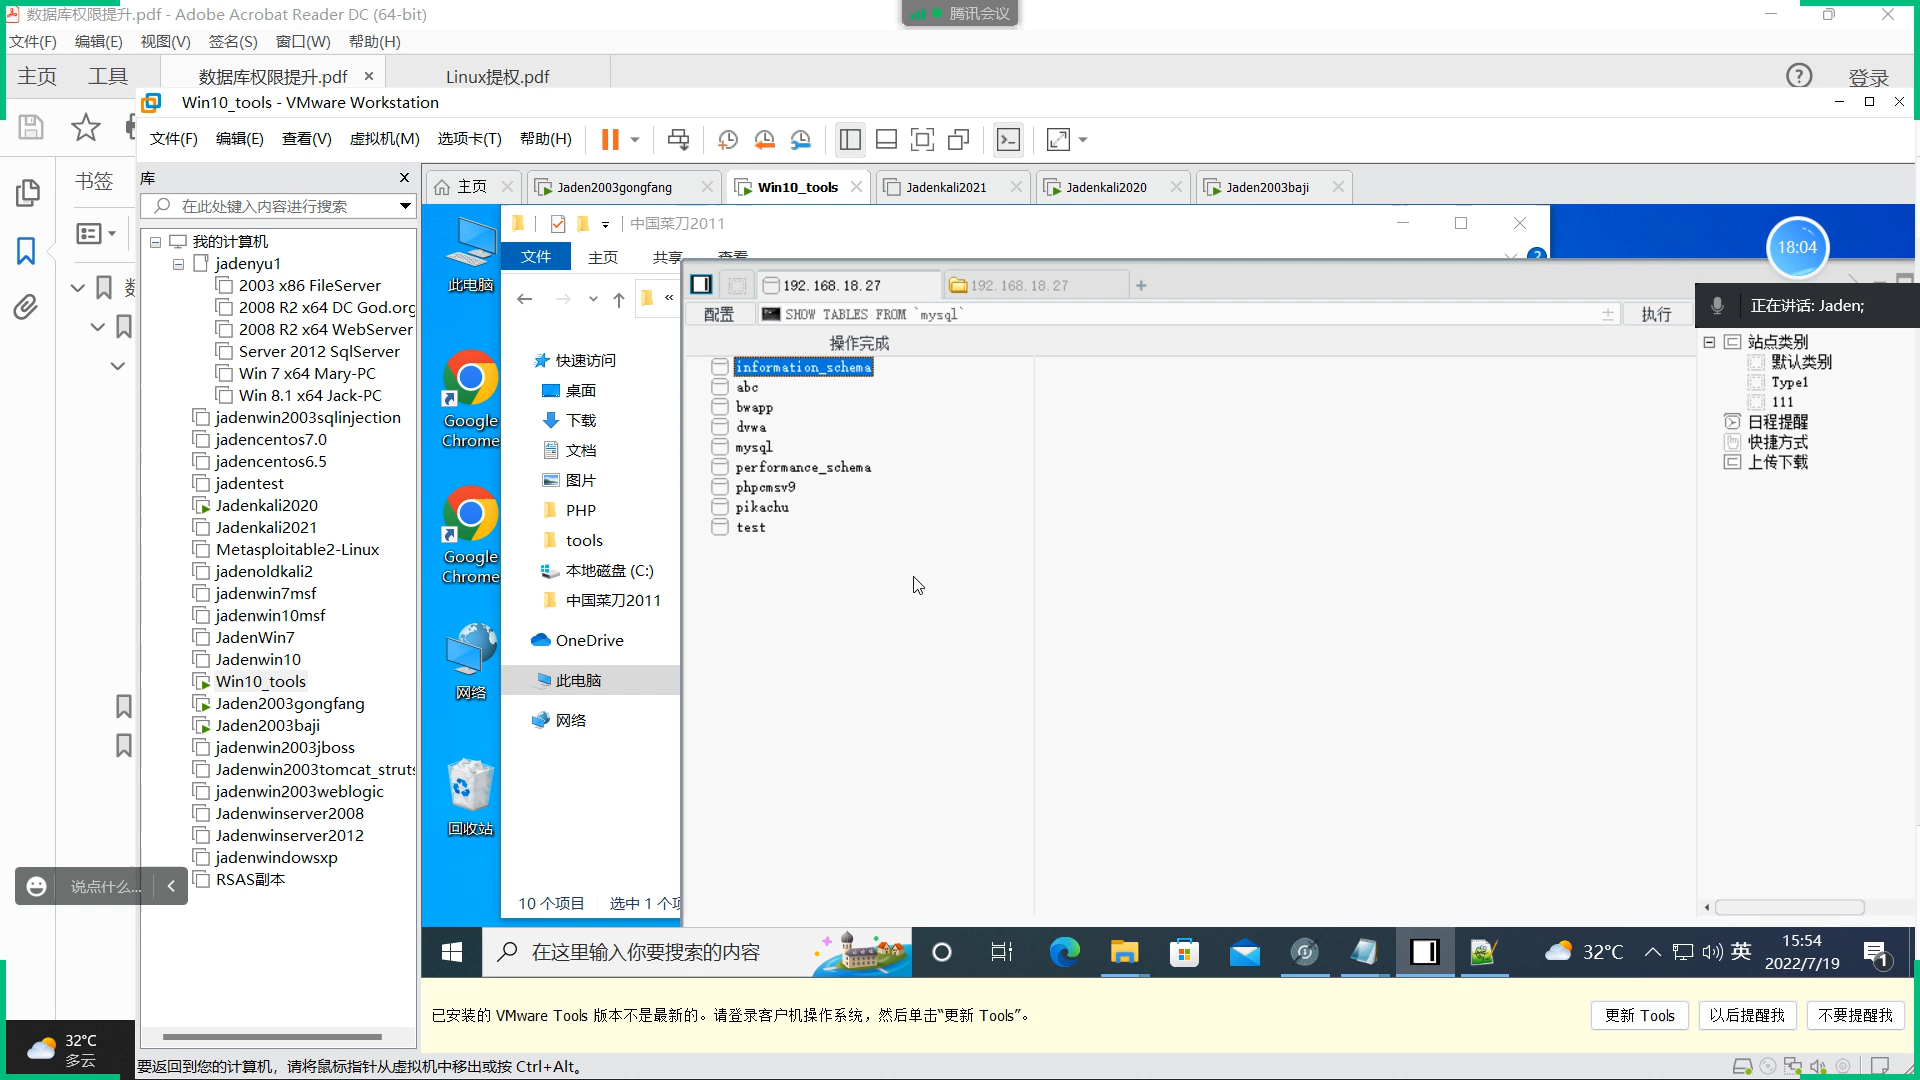 数据库权限提升.pdf - Adobe Acrobat Reader DC (64-bit)
腾讯会议
文件(F) 编辑(E) 视图(V) 签名(S) 窗口(W) 帮助(H)
主页 工具 数据库权限提升.pdf Linux提权.pdf 登录
Win10_tools - VMware Workstation
文件(F) 编辑(E) 查看(V) 虚拟机(M) 选项卡(T) 帮助(H)
书签
库
在此处键入内容进行搜索
我的计算机
jadenyu1
2003 x86 FileServer
2008 R2 x64 DC God.org
2008 R2 x64 WebServer
Server 2012 SqlServer
Win 7 x64 Mary-PC
Win 8.1 x64 Jack-PC
jadenwin2003sqlinjection
jadencentos7.0
jadencentos6.5
jadentest
Jadenkali2020
Jadenkali2021
Metasploitable2-Linux
jadenoldkali2
jadenwin7msf
jadenwin10msf
JadenWin7
Jadenwin10
Win10_tools
Jaden2003gongfang
Jaden2003baji
jadenwin2003jboss
Jadenwin2003tomcat_struts
jadenwin2003weblogic
Jadenwinserver2008
Jadenwinserver2012
jadenwindowsxp
RSAS副本
说点什么...
32°C
多云
主页 Jaden2003gongfang Win10_tools Jadenkali2021 Jadenkali2020 Jaden2003baji
此电脑
Google Chrome
Google Chrome
网络
回收站
中国菜刀2011
文件 主页 共享 查看
快速访问
桌面
下载
文档
图片
PHP
tools
本地磁盘 (C:)
中国菜刀2011
OneDrive
此电脑
网络
10 个项目 选中 1 个项
192.168.18.27 192.168.18.27
配置 SHOW TABLES FROM `mysql` 执行
操作完成
information_schema
abc
bwapp
dvwa
mysql
performance_schema
phpcmsv9
pikachu
test
18:04
正在讲话: Jaden;
站点类别
默认类别
Type1
111
日程提醒
快捷方式
上传下载
在这里输入你要搜索的内容
32°C 英 15:54
2022/7/19
1
已安装的 VMware Tools 版本不是最新的。请登录客户机操作系统，然后单击“更新 Tools”。
更新 Tools 以后提醒我 不要提醒我
要返回到您的计算机，请将鼠标指针从虚拟机中移出或按 Ctrl+Alt。